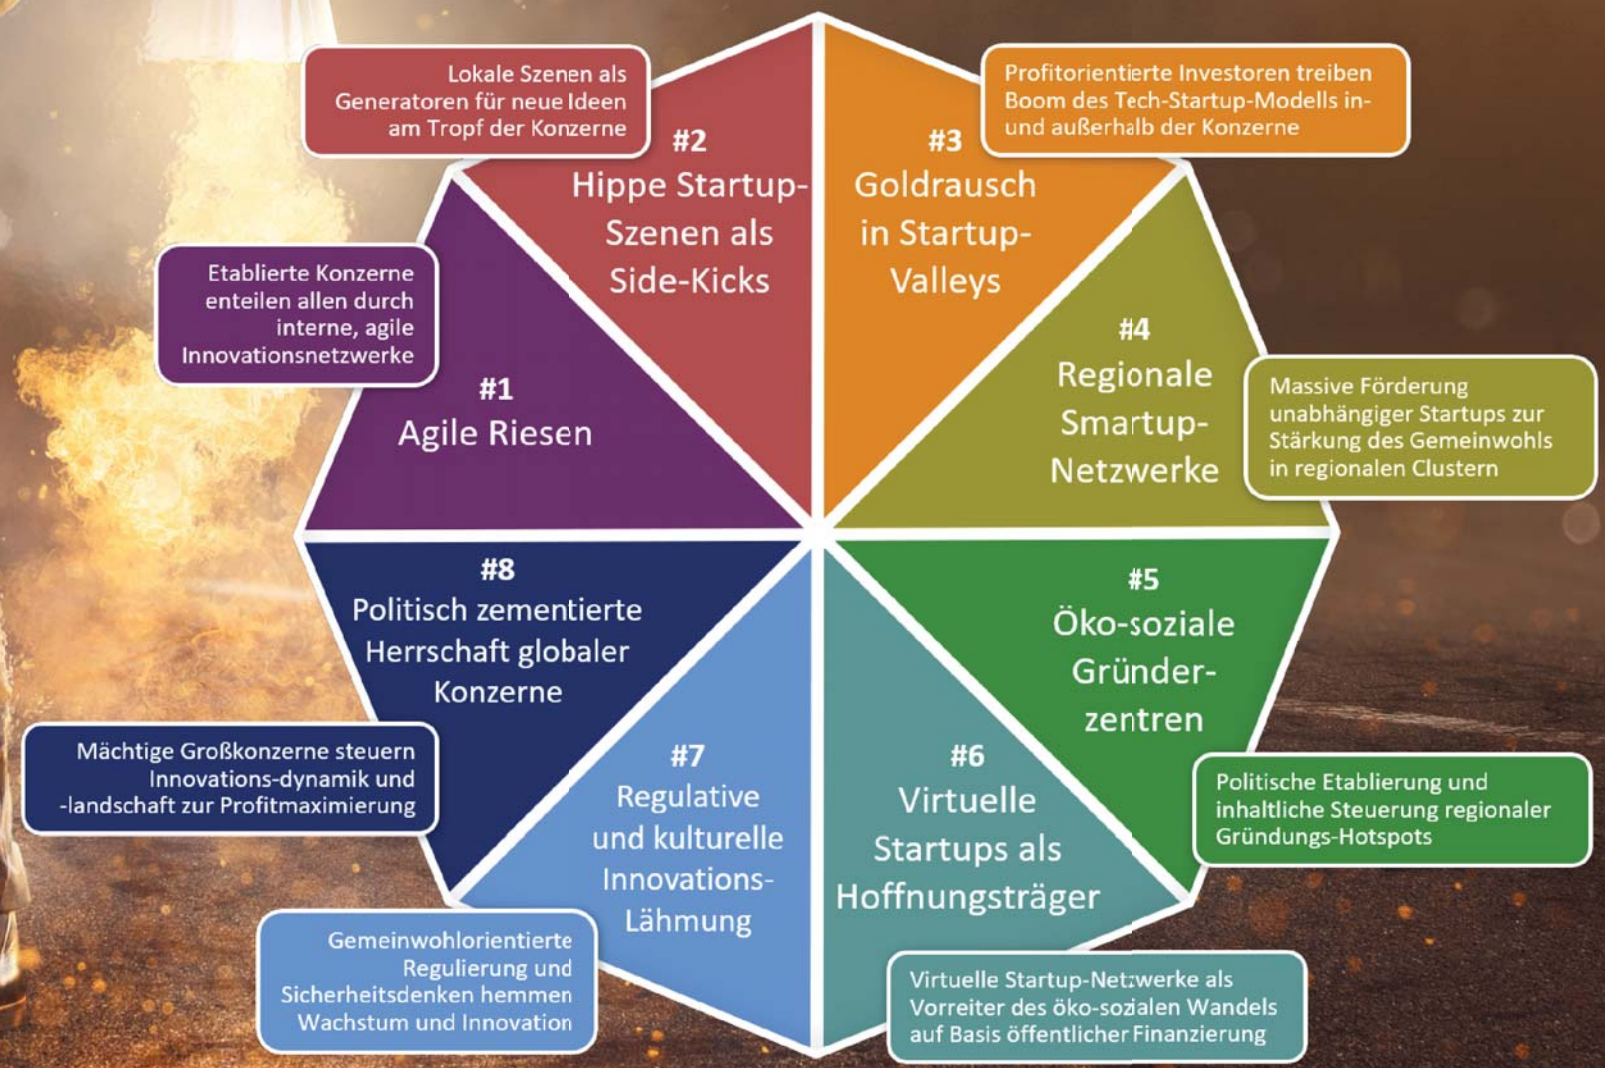 #1
Agile Riesen
Etablierte Konzerne
enteilen allen durch
interne, agile
Innovationsnetzwerke
#2
Hippe Startup-
Szenen als
Side-Kicks
Lokale Szenen als
Generatoren für neue Ideen
am Tropf der Konzerne
#3
Goldrausch
in Startup-
Valleys
Profitorientierte Investoren treiben
Boom des Tech-Startup-Modells in-
und außerhalb der Konzerne
#4
Regionale
Smartup-
Netzwerke
Massive Förderung
unabhängiger Startups zur
Stärkung des Gemeinwohls
in regionalen Clustern
#5
Öko-soziale
Gründer-
zentren
Politische Etablierung und
inhaltliche Steuerung regionaler
Gründungs-Hotspots
#6
Virtuelle
Startups als
Hoffnungsträger
Virtuelle Startup-Netzwerke als
Vorreiter des öko-sozialen Wandels
auf Basis öffentlicher Finanzierung
#7
Regulative
und kulturelle
Innovations-
Lähmung
Gemeinwohlorientierte
Regulierung und
Sicherheitsdenken hemmen
Wachstum und Innovation
#8
Politisch zementierte
Herrschaft globaler
Konzerne
Mächtige Großkonzerne steuern
Innovations-dynamik und
-landschaft zur Profitmaximierung